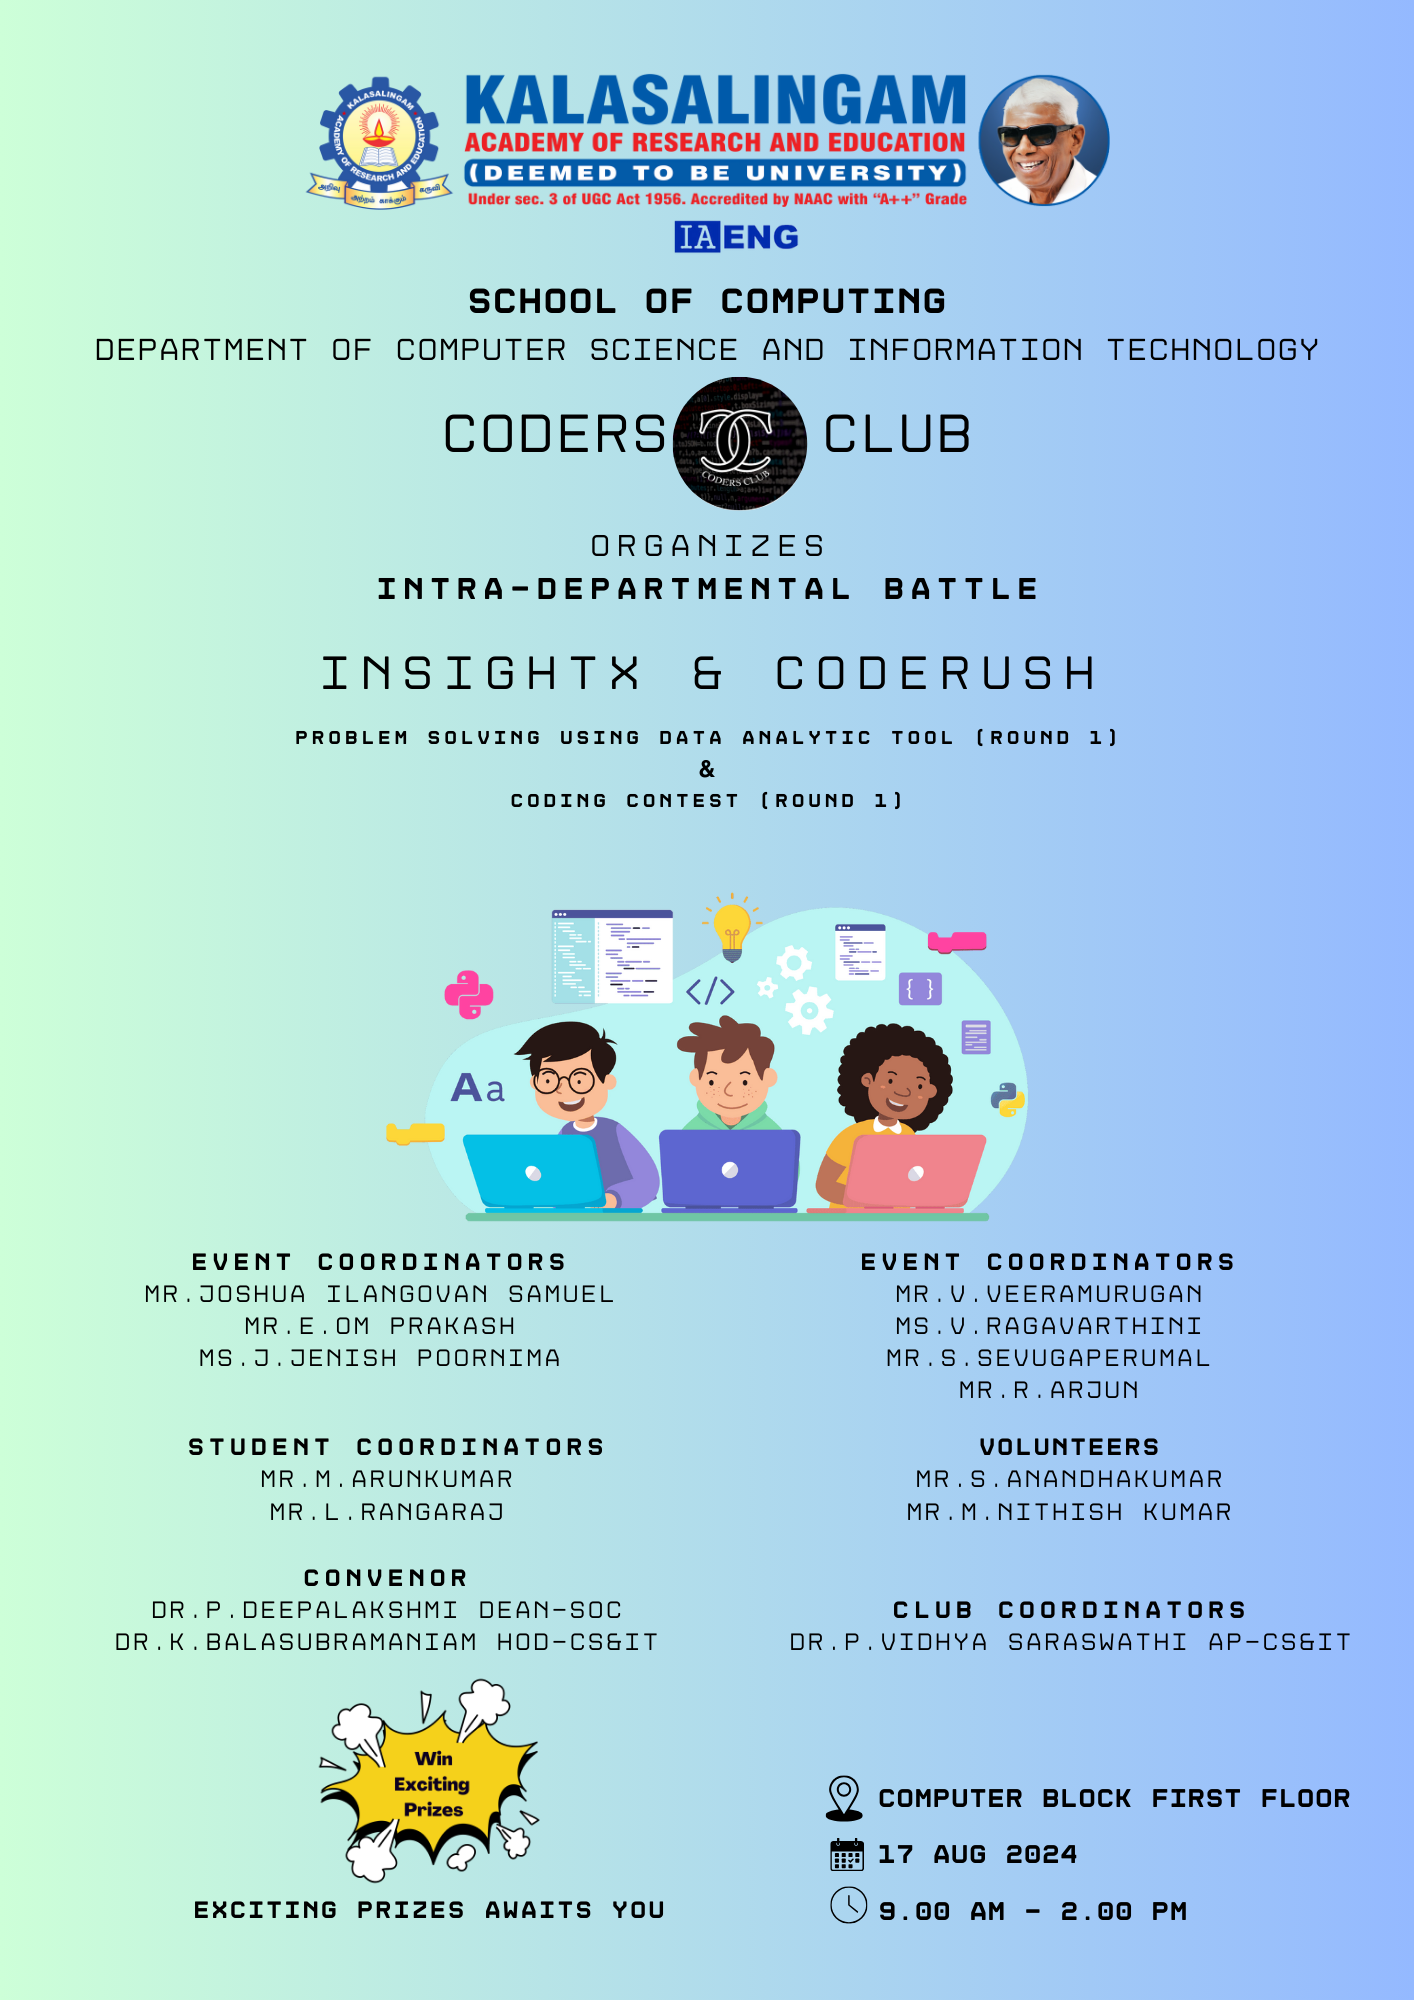 KALASALINGAM
ACADEMY OF RESEARCH AND EDUCATION
(DEEMED TO BE UNIVERSITY)
Under sec. 3 of UGC Act 1956. Accredited by NAAC with “A++” Grade
KALASALINGAM
ACADEMY OF RESEARCH AND EDUCATION
அறிவு
அற்றம் காக்கும்
கருவி
IAENG
SCHOOL OF COMPUTING
DEPARTMENT OF COMPUTER SCIENCE AND INFORMATION TECHNOLOGY
CODERS CLUB
CODERS CLUB
ORGANIZES
INTRA-DEPARTMENTAL BATTLE
INSIGHTX & CODERUSH
PROBLEM SOLVING USING DATA ANALYTIC TOOL (ROUND 1)
&
CODING CONTEST (ROUND 1)
</>
{ }
Aa
EVENT COORDINATORS
MR.JOSHUA ILANGOVAN SAMUEL
MR.E.OM PRAKASH
MS.J.JENISH POORNIMA
EVENT COORDINATORS
MR.V.VEERAMURUGAN
MS.V.RAGAVARTHINI
MR.S.SEVUGAPERUMAL
MR.R.ARJUN
STUDENT COORDINATORS
MR.M.ARUNKUMAR
MR.L.RANGARAJ
VOLUNTEERS
MR.S.ANANDHAKUMAR
MR.M.NITHISH KUMAR
CONVENOR
DR.P.DEEPALAKSHMI DEAN-SOC
DR.K.BALASUBRAMANIAM HOD-CS&IT
CLUB COORDINATORS
DR.P.VIDHYA SARASWATHI AP-CS&IT
Win
Exciting
Prizes
EXCITING PRIZES AWAITS YOU
COMPUTER BLOCK FIRST FLOOR
17 AUG 2024
9.00 AM - 2.00 PM